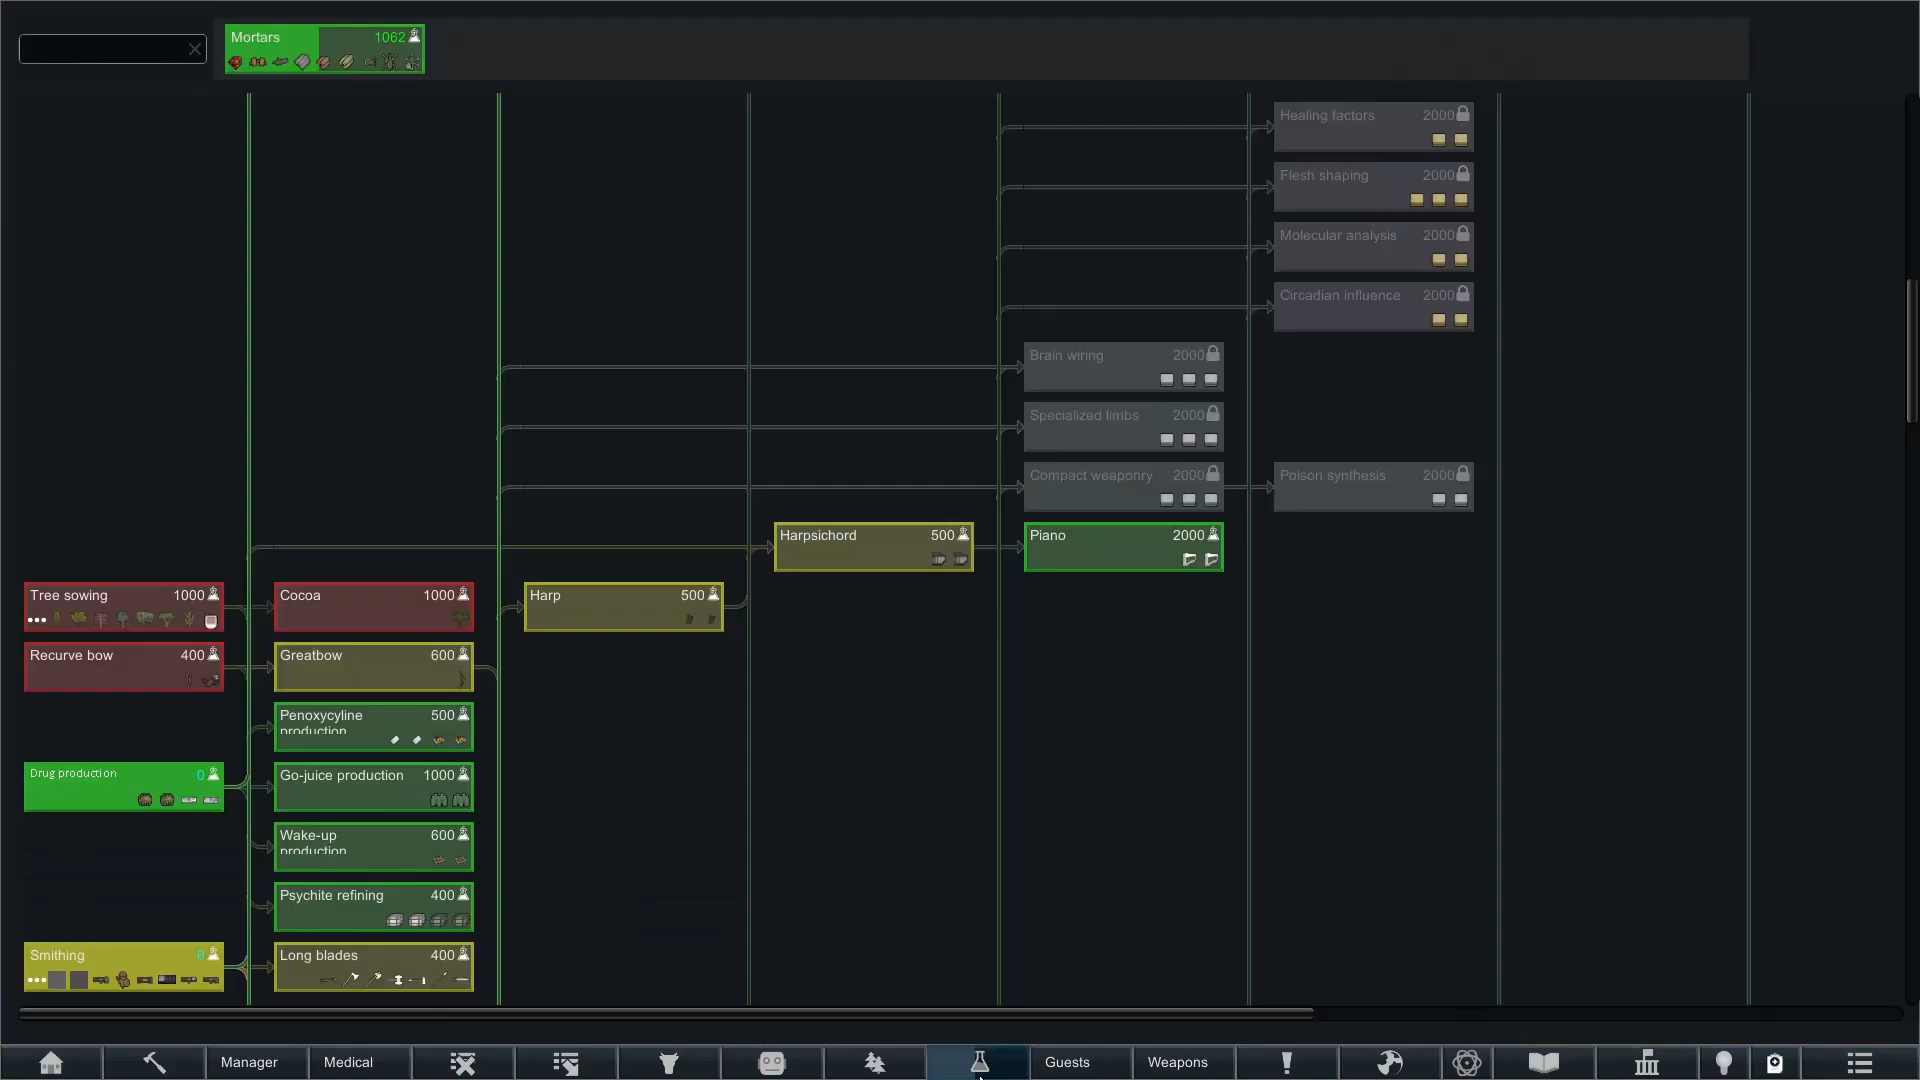 Mortars 1062
Healing factors 2000
Flesh shaping 2000
Molecular analysis 2000
Circadian influence 2000
Brain wiring 2000
Specialized limbs 2000
Compact weaponry 2000
Poison synthesis 2000
Harpsichord 500
Piano 2000
Tree sowing 1000
Cocoa 1000
Harp 500
Recurve bow 400
Greatbow 600
Penoxycyline 500
production
Drug production 0
Go-juice production 1000
Wake-up 600
production
Psychite refining 400
Smithing 0
Long blades 400
Manager
Medical
Guests
Weapons